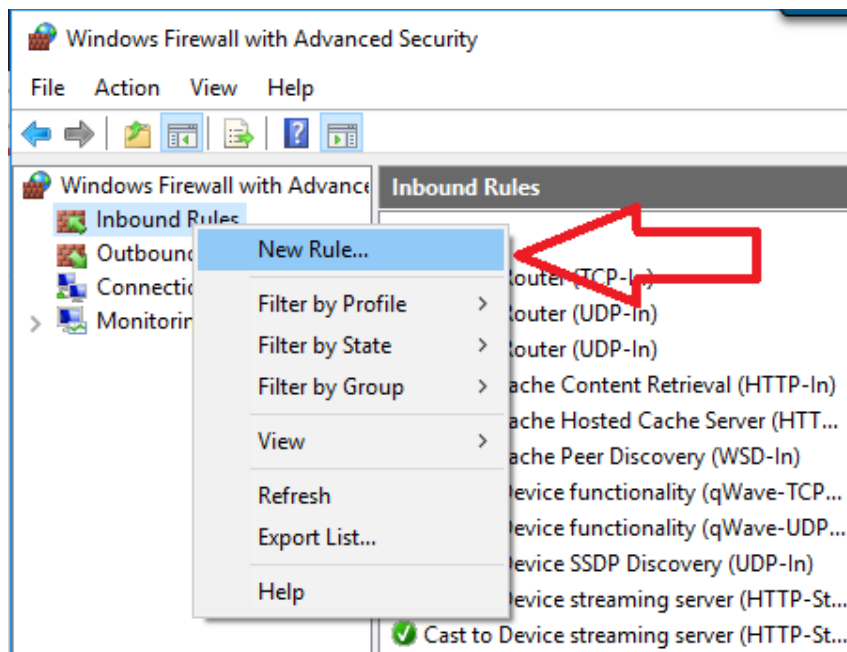 Windows Firewall with Advanced Security
File Action View Help
Windows Firewall with Advance
Inbound Rules
Outbound
Connectio
Monitorin
New Rule...
Filter by Profile
Filter by State
Filter by Group
View
Refresh
Export List...
Help
Inbound Rules
Router (TCP-In)
Router (UDP-In)
Router (UDP-In)
ache Content Retrieval (HTTP-In)
ache Hosted Cache Server (HTT...
ache Peer Discovery (WSD-In)
Device functionality (qWave-TCP...
Device functionality (qWave-UDP...
Device SSDP Discovery (UDP-In)
Device streaming server (HTTP-St...
Cast to Device streaming server (HTTP-St...